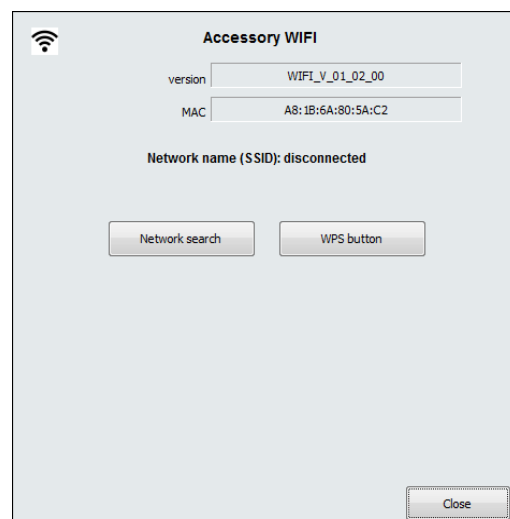 Accessory WIFI
version WIFI_V_01_02_00
MAC A8:1B:6A:80:5A:C2
Network name (SSID): disconnected
Network search WPS button
Close